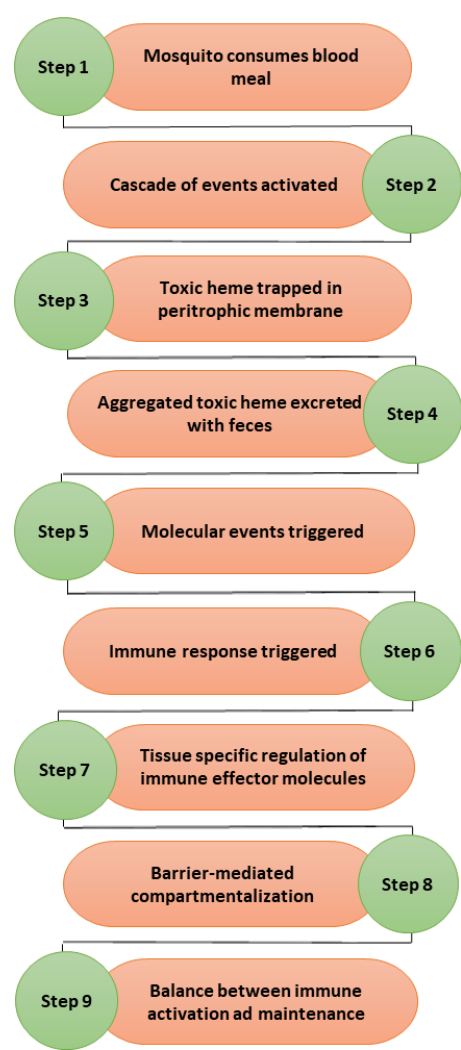 Step 1
Mosquito consumes blood
meal
Cascade of events activated
Step 2
Step 3
Toxic heme trapped in
peritrophic membrane
Aggregated toxic heme excreted
with feces
Step 4
Step 5
Molecular events triggered
Immune response triggered
Step 6
Step 7
Tissue specific regulation of
immune effector molecules
Barrier-mediated
compartmentalization
Step 8
Step 9
Balance between immune
activation ad maintenance